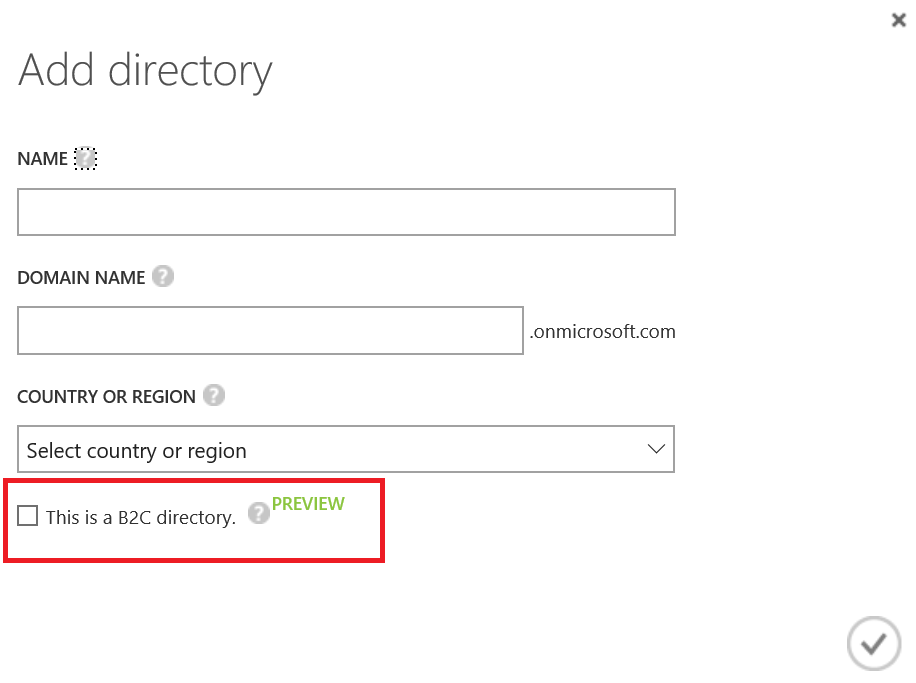 Add directory
NAME ?
DOMAIN NAME ?
.onmicrosoft.com
COUNTRY OR REGION ?
Select country or region
This is a B2C directory. ? PREVIEW